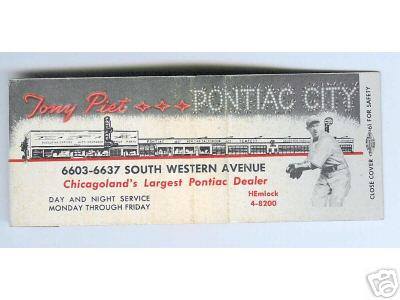 Tony Piet PONTIAC CITY
6603-6637 SOUTH WESTERN AVENUE
Chicagoland's Largest Pontiac Dealer
DAY AND NIGHT SERVICE
MONDAY THROUGH FRIDAY
HEmlock
4-8200
CLOSE COVER FOR SAFETY
eBay